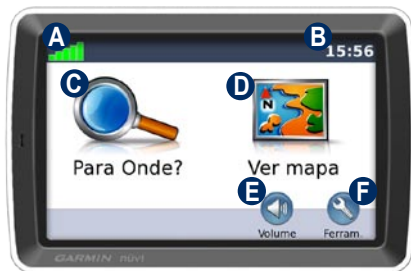 A
B
15:56
C
D
N
Para Onde?
Ver mapa
E
F
Volume
Ferram.
GARMIN nüvi